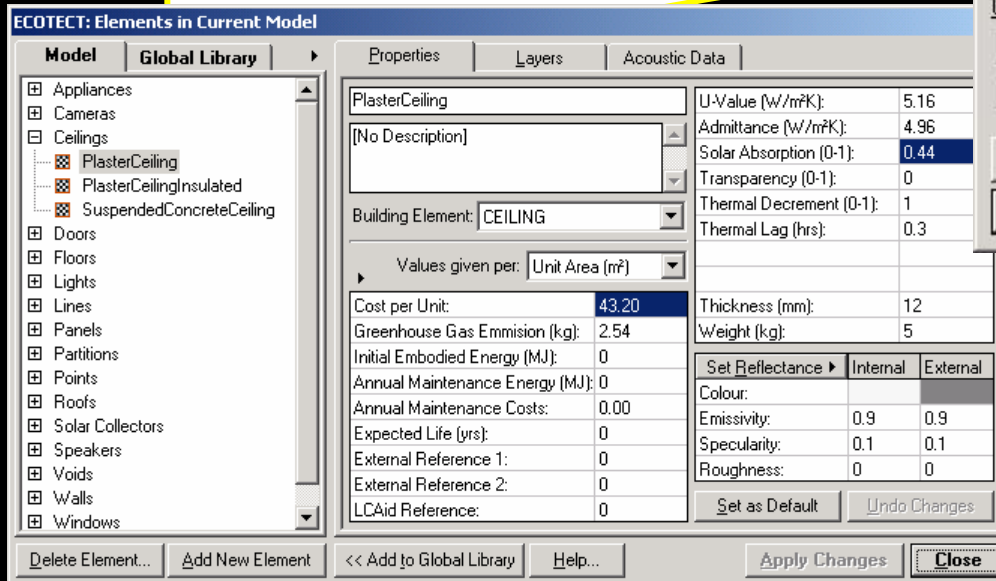 ECOTECT: Elements in Current Model
Model Global Library
Properties Layers Acoustic Data
Appliances
Cameras
Ceilings
PlasterCeiling
PlasterCeilingInsulated
SuspendedConcreteCeiling
Doors
Floors
Lights
Lines
Panels
Partitions
Points
Roofs
Solar Collectors
Speakers
Voids
Walls
Windows
PlasterCeiling
[No Description]
Building Element: CEILING
Values given per: Unit Area (m²)
Cost per Unit: 43.20
Greenhouse Gas Emmision (kg): 2.54
Initial Embodied Energy (MJ): 0
Annual Maintenance Energy (MJ): 0
Annual Maintenance Costs: 0.00
Expected Life (yrs): 0
External Reference 1: 0
External Reference 2: 0
LCAid Reference: 0
U-Value (W/m²K): 5.16
Admittance (W/m²K): 4.96
Solar Absorption (0-1): 0.44
Transparency (0-1): 0
Thermal Decrement (0-1): 1
Thermal Lag (hrs): 0.3
Thickness (mm): 12
Weight (kg): 5
Set Reflectance Internal External
Colour:
Emissivity: 0.9 0.9
Specularity: 0.1 0.1
Roughness: 0 0
Set as Default Undo Changes
Delete Element... Add New Element << Add to Global Library Help... Apply Changes Close